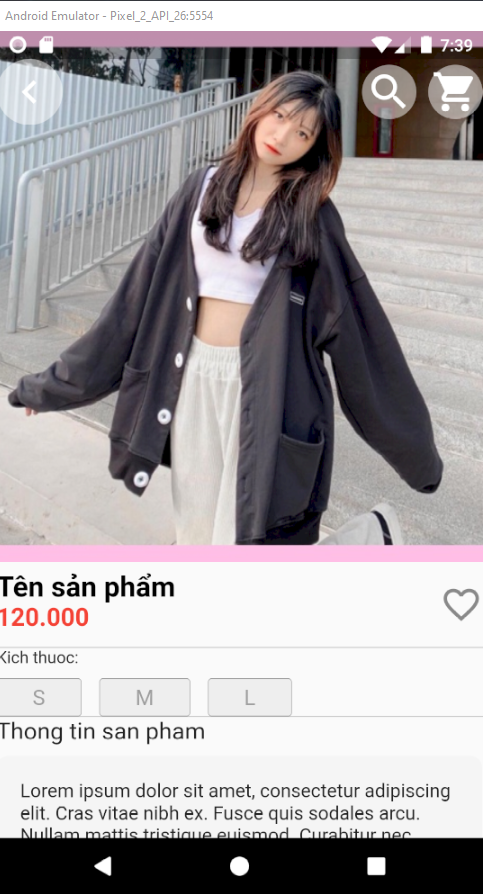 Android Emulator - Pixel_2_API_26:5554
7:39
Tên sản phẩm
120.000
Kich thuoc:
S M L
Thong tin san pham
Lorem ipsum dolor sit amet, consectetur adipiscing
elit. Cras vitae nibh ex. Fusce quis sodales arcu.
Nullam mattis tristique euismod. Curabitur nec